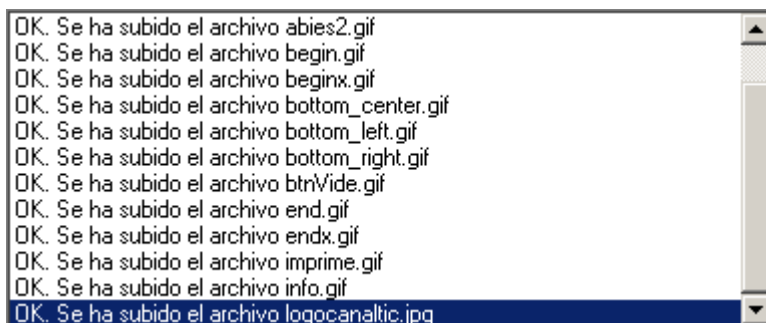 OK. Se ha subido el archivo abies2.gif
OK. Se ha subido el archivo begin.gif
OK. Se ha subido el archivo beginx.gif
OK. Se ha subido el archivo bottom_center.gif
OK. Se ha subido el archivo bottom_left.gif
OK. Se ha subido el archivo bottom_right.gif
OK. Se ha subido el archivo btnVide.gif
OK. Se ha subido el archivo end.gif
OK. Se ha subido el archivo endx.gif
OK. Se ha subido el archivo imprime.gif
OK. Se ha subido el archivo info.gif
OK. Se ha subido el archivo logocanaltic.jpg